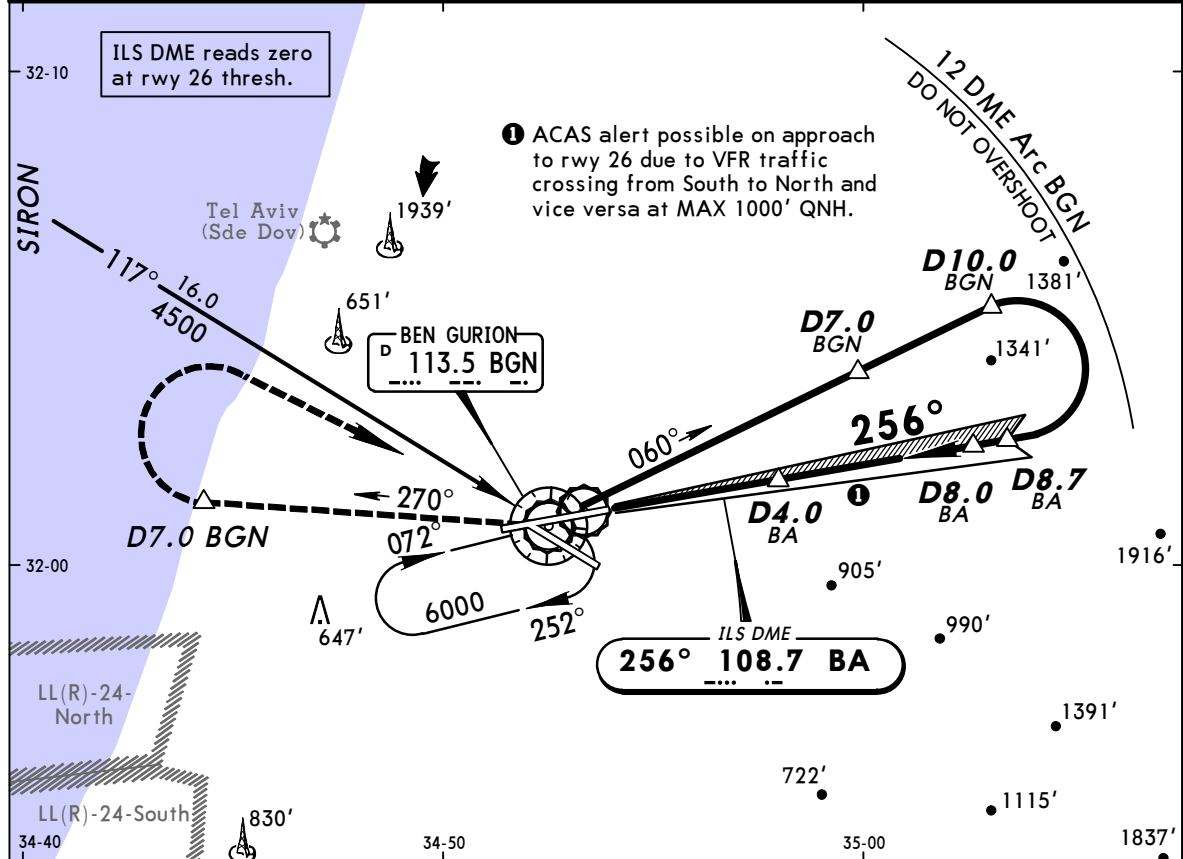 ILS DME reads zero
at rwy 26 thresh.
32-10
12 DME Arc BGN
DO NOT OVERSHOOT
❶ ACAS alert possible on approach
to rwy 26 due to VFR traffic
crossing from South to North and
vice versa at MAX 1000' QNH.
SIRON
Tel Aviv
(Sde Dov)
1939'
117° 16.0
4500
651'
D10.0
BGN
1381'
D7.0
BGN
1341'
BEN GURION
D 113.5 BGN
256°
060°
270°
D7.0 BGN
072°
D4.0
BA
❶
D8.0
BA
D8.7
BA
1916'
32-00
905'
6000
252°
647'
990'
ILS DME
256° 108.7 BA
LL(R)-24-
North
1391'
722'
1115'
LL(R)-24-South
830'
1837'
34-40
34-50
35-00